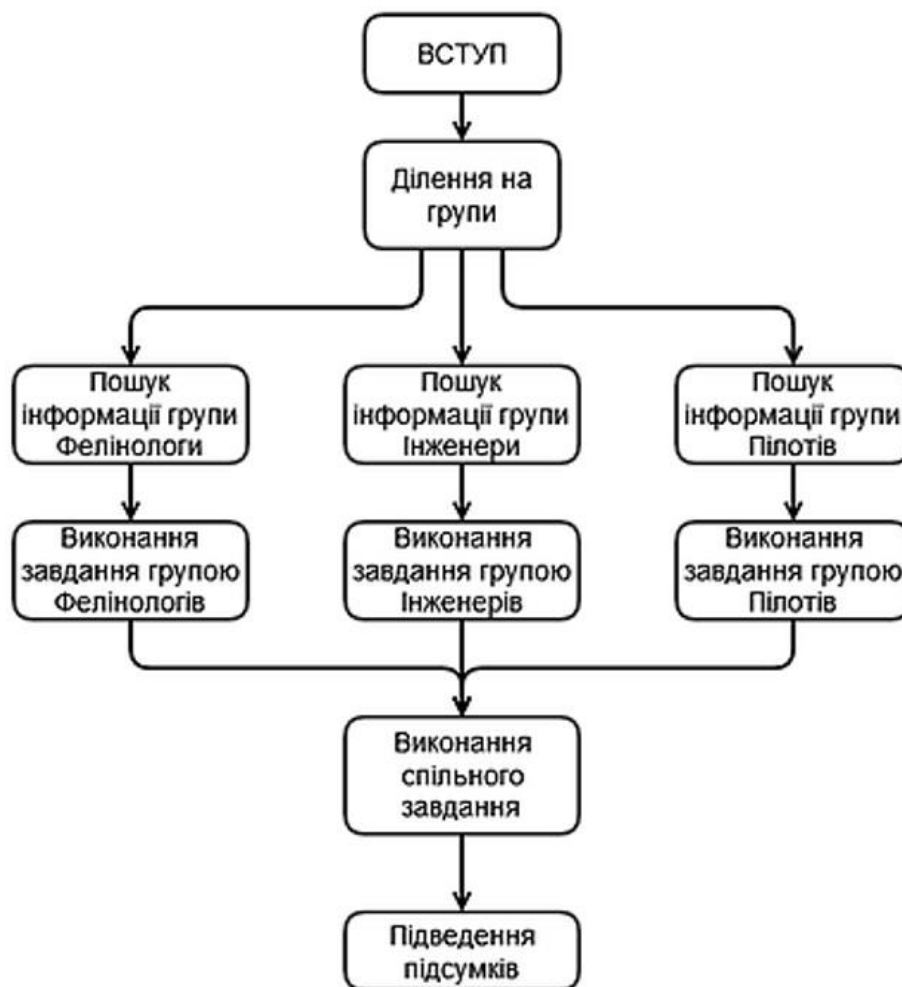 ВСТУП
Ділення на
групи
Пошук
інформації групи
Фелінологи
Пошук
інформації групи
Інженери
Пошук
інформації групи
Пілотів
Виконання
завдання групою
Фелінологів
Виконання
завдання групою
Інженерів
Виконання
завдання групою
Пілотів
Виконання
спільного
завдання
Підведення
підсумків